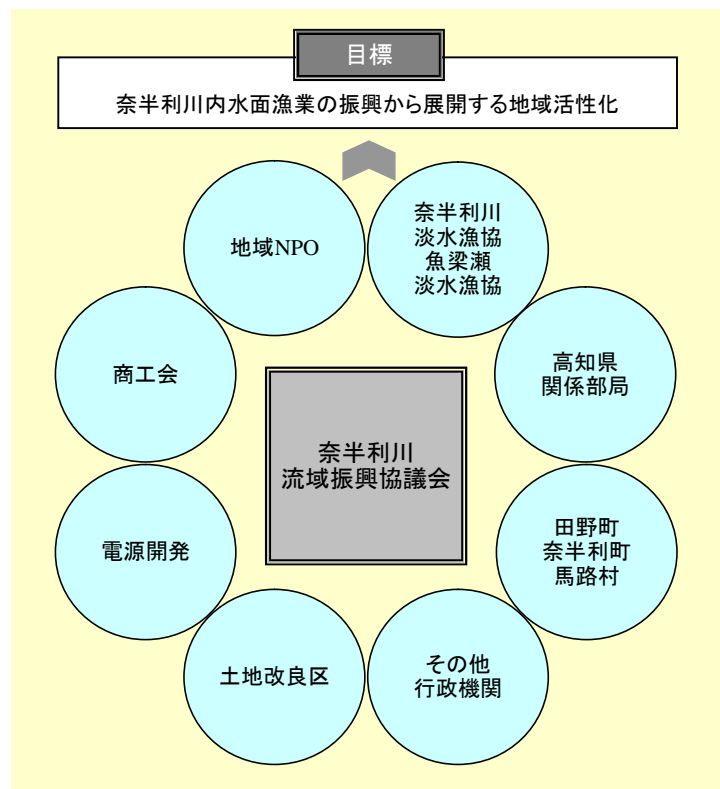 目標
奈半利川内水面漁業の振興から展開する地域活性化
地域NPO
奈半利川
淡水漁協
魚梁瀬
淡水漁協
商工会
高知県
関係部局
奈半利川
流域振興協議会
電源開発
田野町
奈半利町
馬路村
土地改良区
その他
行政機関